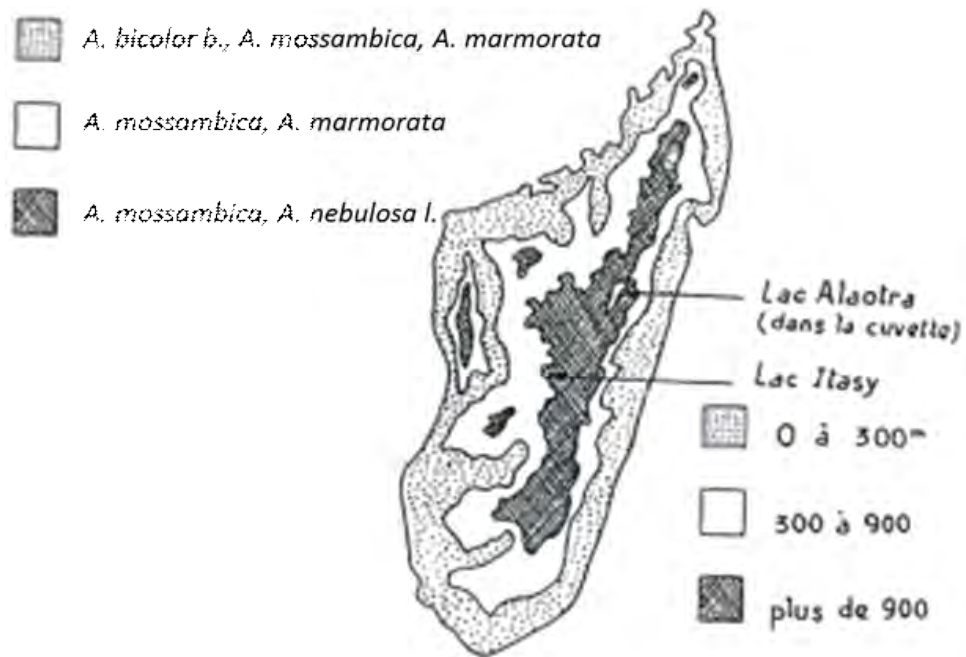 A. bicolor b., A. mossambica, A. marmorata
A. mossambica, A. marmorata
A. mossambica, A. nebulosa l.
Lac Alaotra
(dans la cuvette)
Lac Itasy
0 à 300m
300 à 900
plus de 900